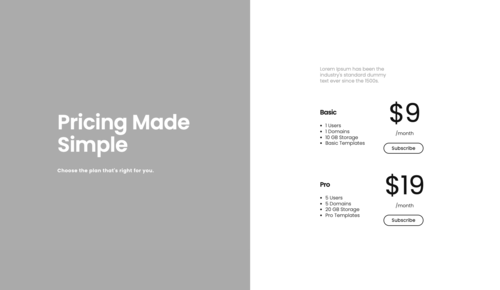 Pricing Made
Simple
Choose the plan that's right for you.
Lorem Ipsum has been the
industry's standard dummy
text ever since the 1500s.
Basic
• 1 Users
• 1 Domains
• 10 GB Storage
• Basic Templates
$9
/month
Subscribe
Pro
• 5 Users
• 5 Domains
• 20 GB Storage
• Pro Templates
$19
/month
Subscribe